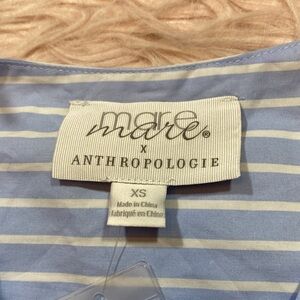 mare
mare®
x
ANTHROPOLOGIE
XS
Made in China
Fabriqué en Chine